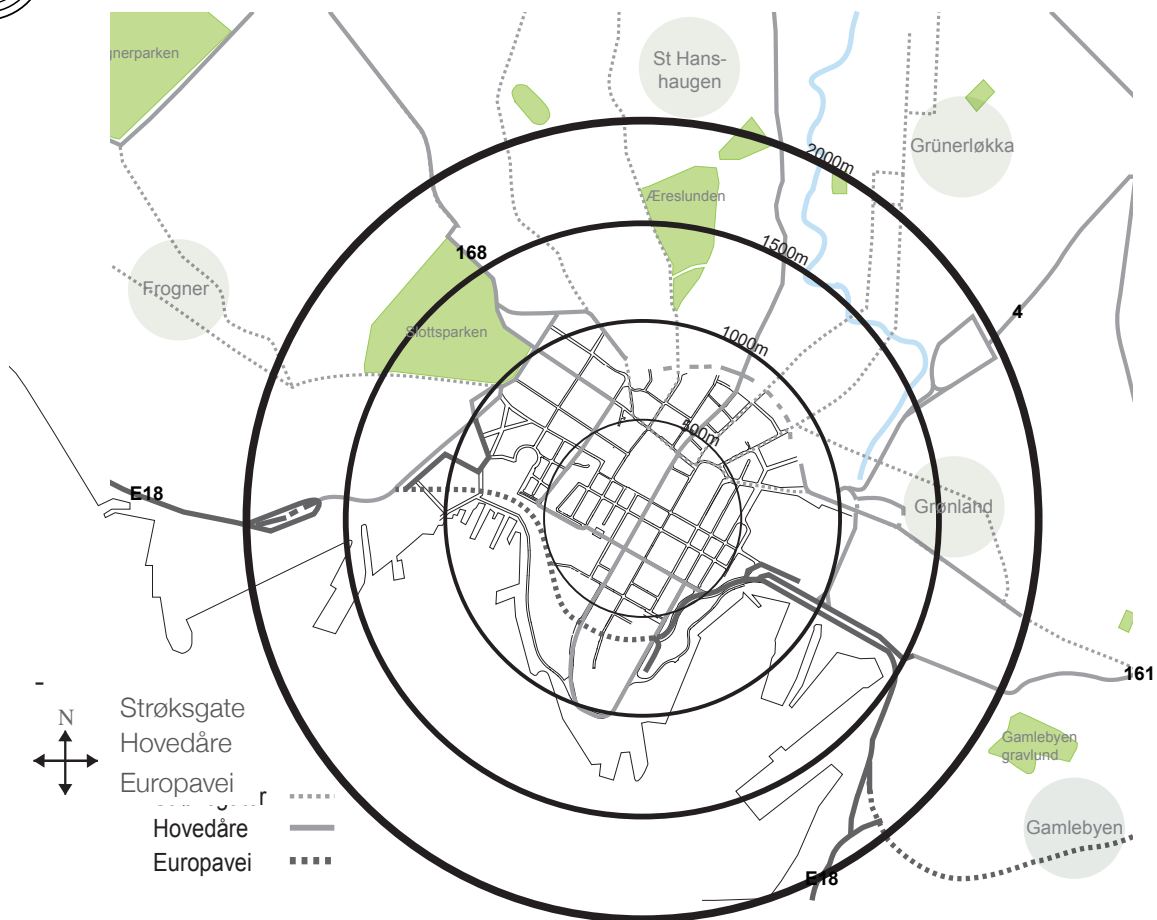 gnerparken
St Hans-
haugen
Grünerløkka
2000m
Æreslunden
1500m
168
Frogner
4
Slottsparken
1000m
E18
Grønland
161
N
Strøksgate
Hovedåre
Europavei
Hovedåre
Europavei
Gamlebyen
gravlund
Gamlebyen
E18